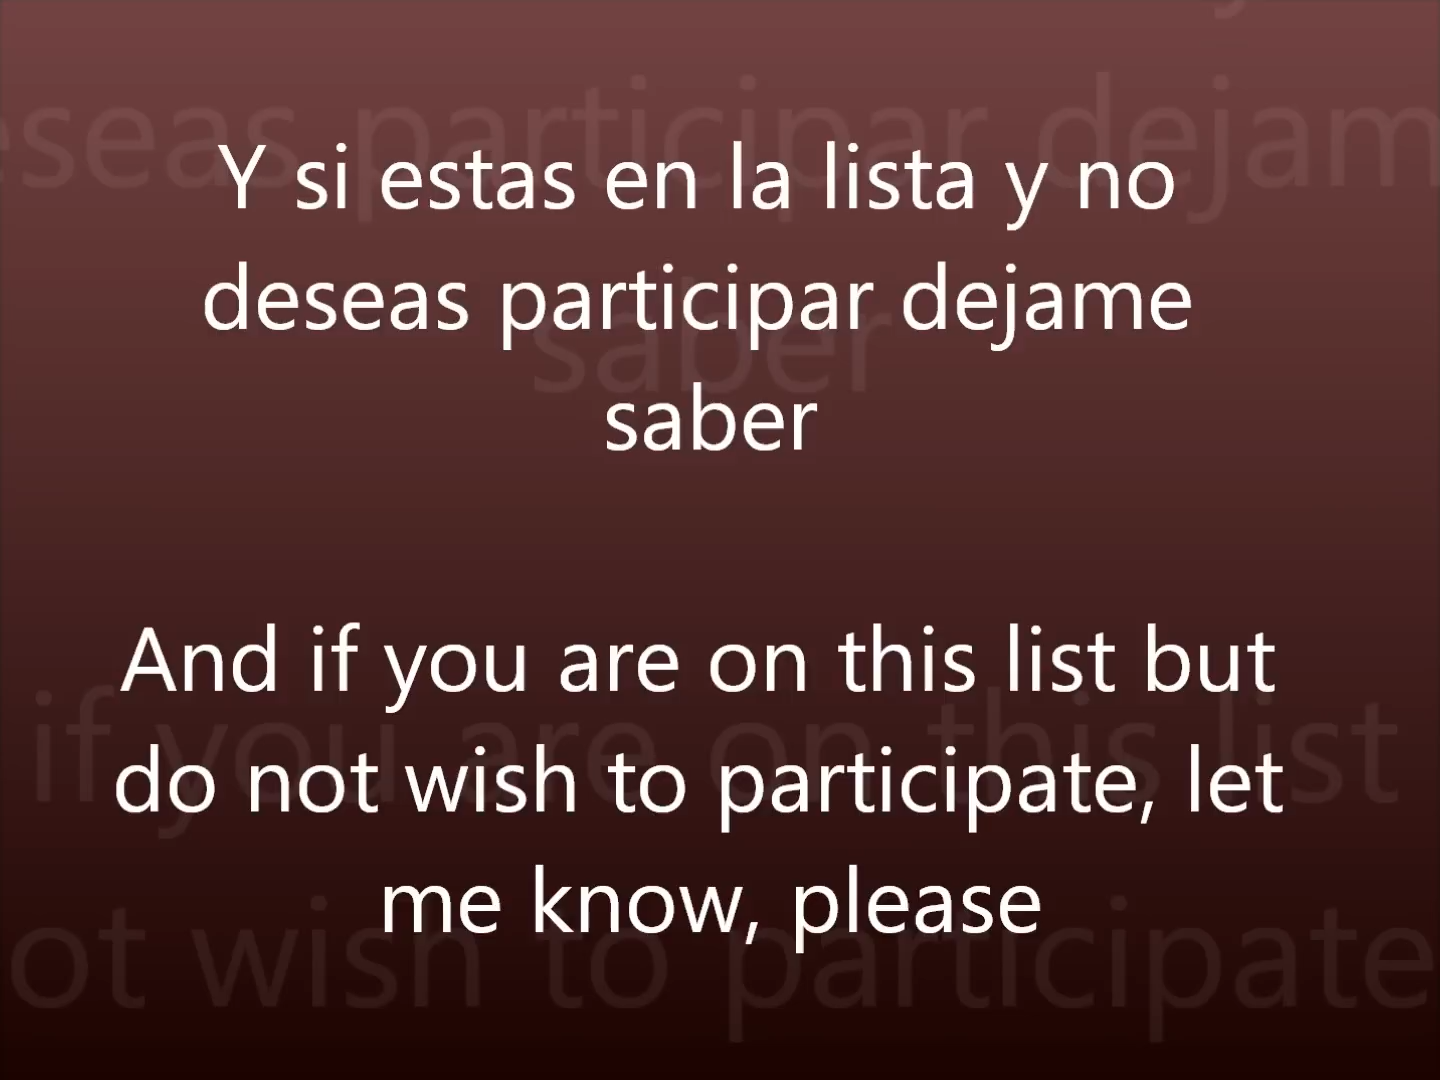 Y si estas en la lista y no
deseas participar dejame
saber
And if you are on this list but
do not wish to participate, let
me know, please